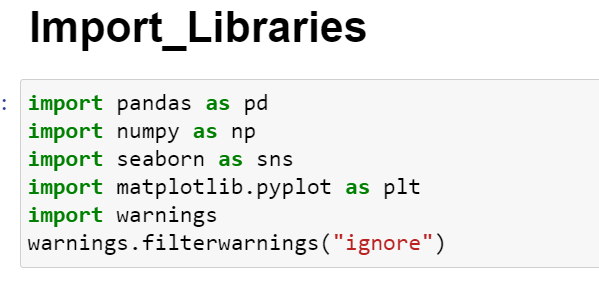 Import_Libraries
: import pandas as pd
import numpy as np
import seaborn as sns
import matplotlib.pyplot as plt
import warnings
warnings.filterwarnings("ignore")